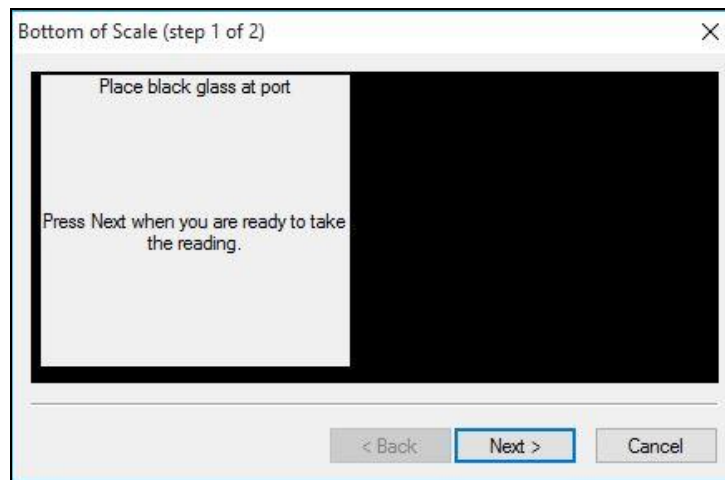 Bottom of Scale (step 1 of 2)
Place black glass at port
Press Next when you are ready to take
the reading.
< Back
Next >
Cancel